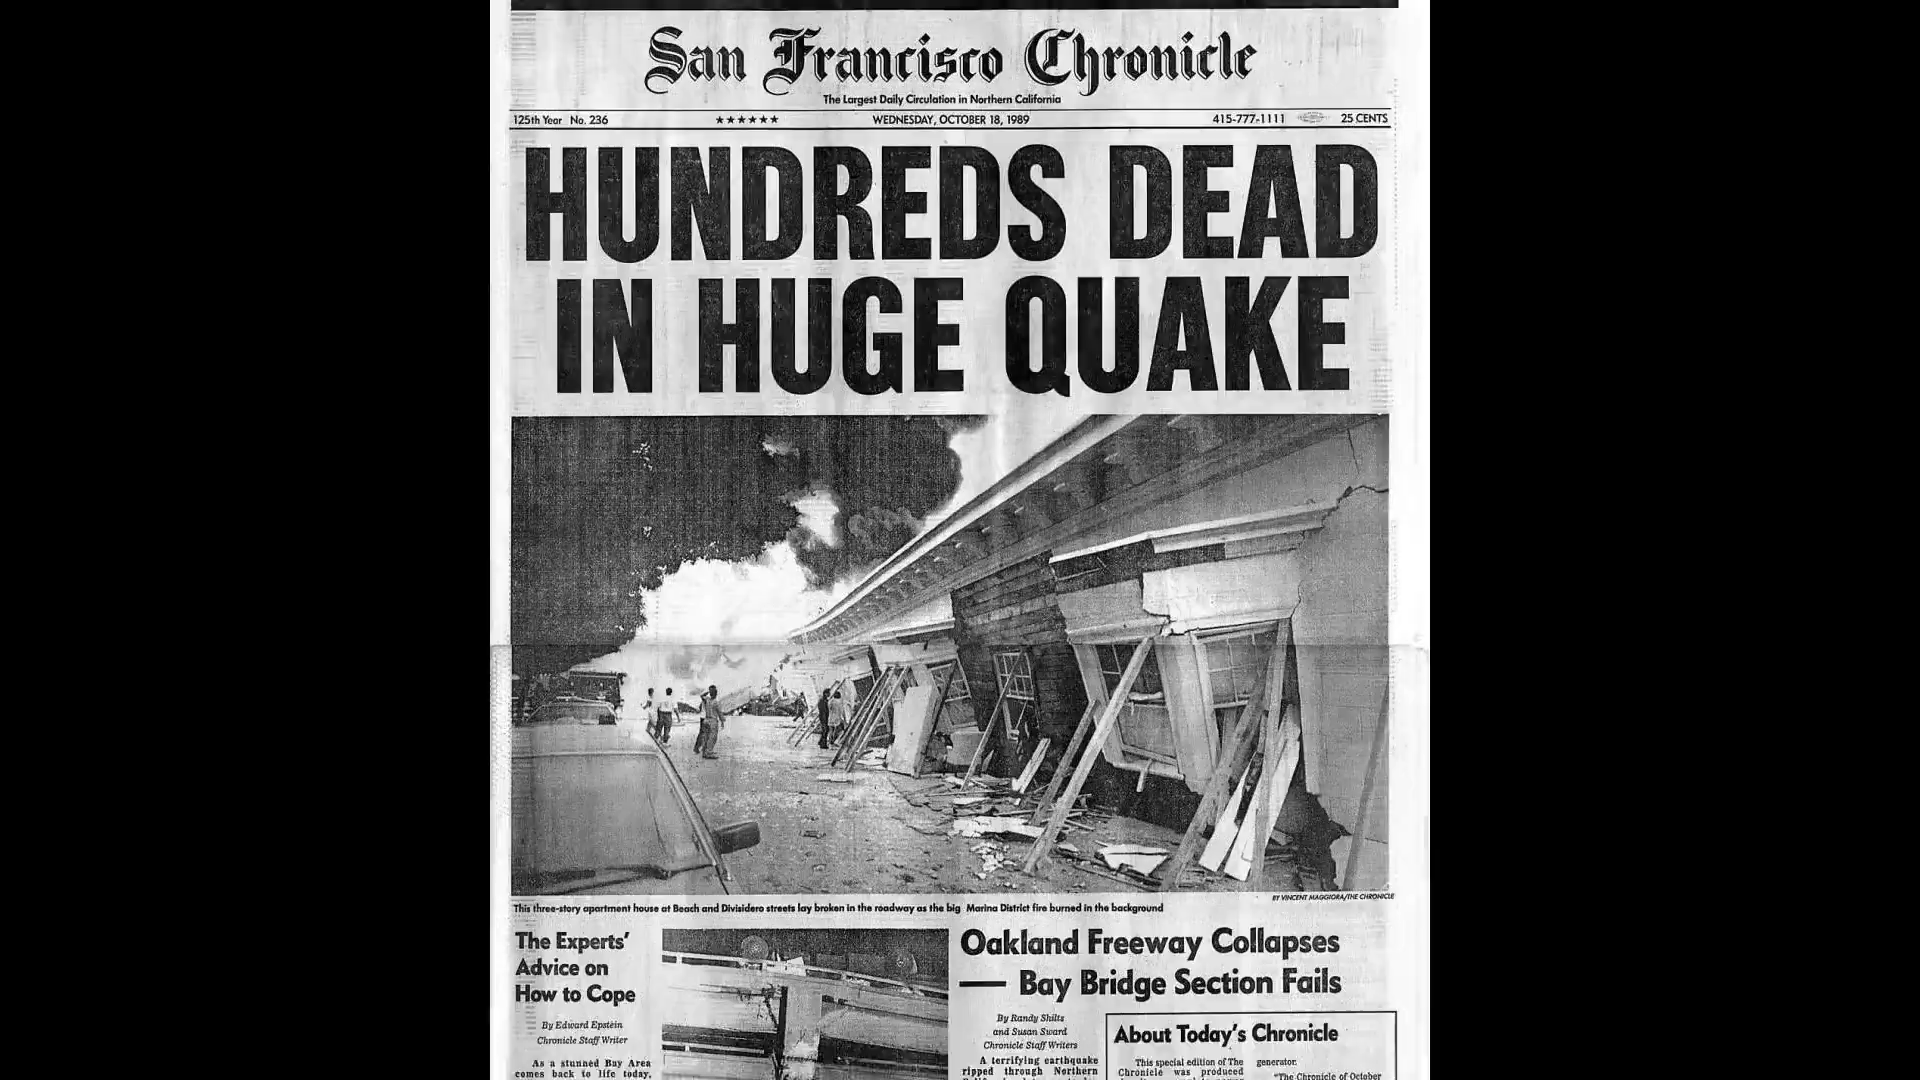 San Francisco Chronicle
The Largest Daily Circulation in Northern California
125th Year No. 236 ★★★★★★ WEDNESDAY, OCTOBER 18, 1989 415-777-1111 25 CENTS
HUNDREDS DEAD
IN HUGE QUAKE
BY VINCENT MAGGIORA/THE CHRONICLE
This three-story apartment house at Beach and Divisidero streets lay broken in the roadway as the big Marina District fire burned in the background
The Experts'
Advice on
How to Cope
By Edward Epstein
Chronicle Staff Writer
As a stunned Bay Area
comes back to life today,
Oakland Freeway Collapses
— Bay Bridge Section Fails
By Randy Shilts
and Susan Sward
Chronicle Staff Writers
A terrifying earthquake
ripped through Northern
About Today's Chronicle
This special edition of The
Chronicle was produced
generator.
"The Chronicle of October